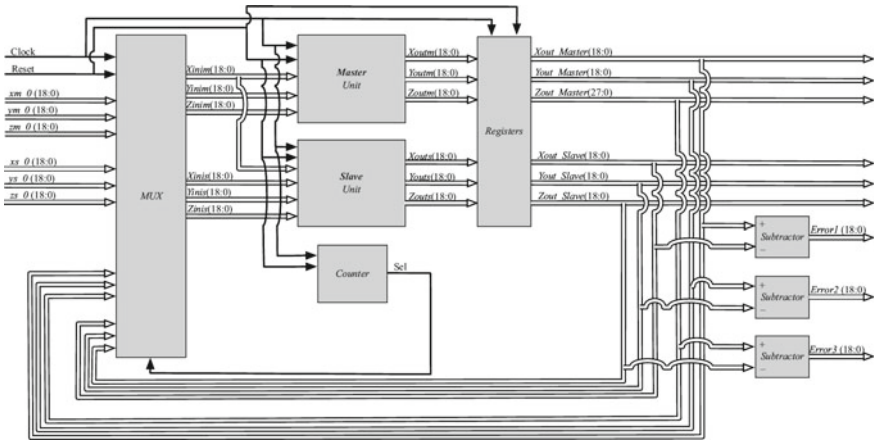 Clock
Reset
xm_0 (18:0)
ym_0 (18:0)
zm_0 (18:0)
xs_0 (18:0)
ys_0 (18:0)
zs_0 (18:0)
MUX
Xinim(18:0)
Yinim(18:0)
Zinim(18:0)
Xinis(18:0)
Yinis(18:0)
Zinis(18:0)
Master
Unit
Slave
Unit
Counter
Sel
Xoutm(18:0)
Youtm(18:0)
Zoutm(18:0)
Xouts(18:0)
Youts(18:0)
Zouts(18:0)
Registers
Xout_Master(18:0)
Yout_Master(18:0)
Zout_Master(27:0)
Xout_Slave(18:0)
Yout_Slave(18:0)
Zout_Slave(18:0)
+
Subtractor
−
Error1 (18:0)
+
Subtractor
−
Error2 (18:0)
+
Subtractor
−
Error3 (18:0)